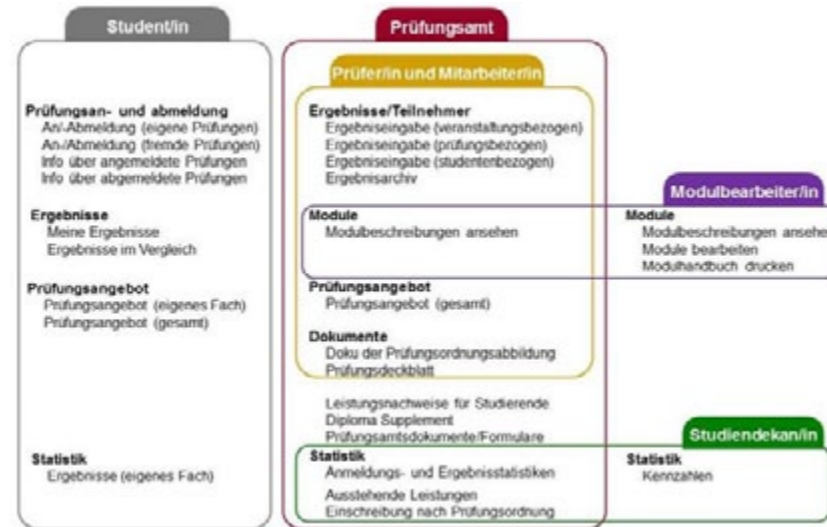 Student/in
Prüfungsan- und abmeldung
An/-Abmeldung (eigene Prüfungen)
An-/Abmeldung (fremde Prüfungen)
Info über angemeldete Prüfungen
Info über abgemeldete Prüfungen
Ergebnisse
Meine Ergebnisse
Ergebnisse im Vergleich
Prüfungsangebot
Prüfungsangebot (eigenes Fach)
Prüfungsangebot (gesamt)
Statistik
Ergebnisse (eigenes Fach)
Prüfungsamt
Prüfer/in und Mitarbeiter/in
Ergebnisse/Teilnehmer
Ergebniseingabe (veranstaltungsbezogen)
Ergebniseingabe (prüfungsbezogen)
Ergebniseingabe (studentenbezogen)
Ergebnisarchiv
Module
Modulbeschreibungen ansehen
Prüfungsangebot
Prüfungsangebot (gesamt)
Dokumente
Doku der Prüfungsordnungsabbildung
Prüfungsdeckblatt
Leistungsnachweise für Studierende
Diploma Supplement
Prüfungsamtsdokumente/Formulare
Statistik
Anmeldungs- und Ergebnisstatistiken
Ausstehende Leistungen
Einschreibung nach Prüfungsordnung
Modulbearbeiter/in
Module
Modulbeschreibungen ansehe
Module bearbeiten
Modulhandbuch drucken
Studiendekan/in
Statistik
Kennzahlen